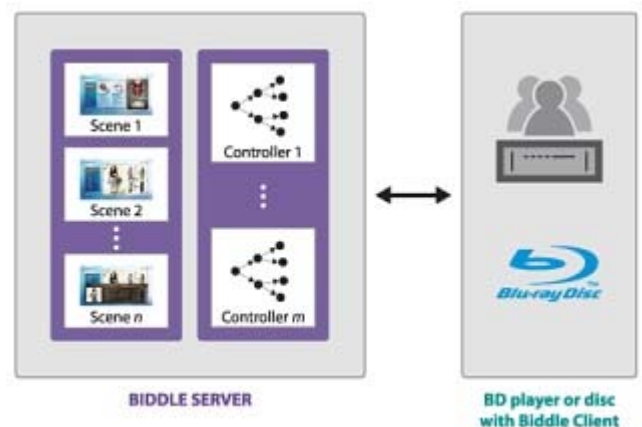 Scene 1
Scene 2
Scene n
Controller 1
Controller m
BIDDLE SERVER
Blu-ray Disc
TM
BD player or disc
with Biddle Client